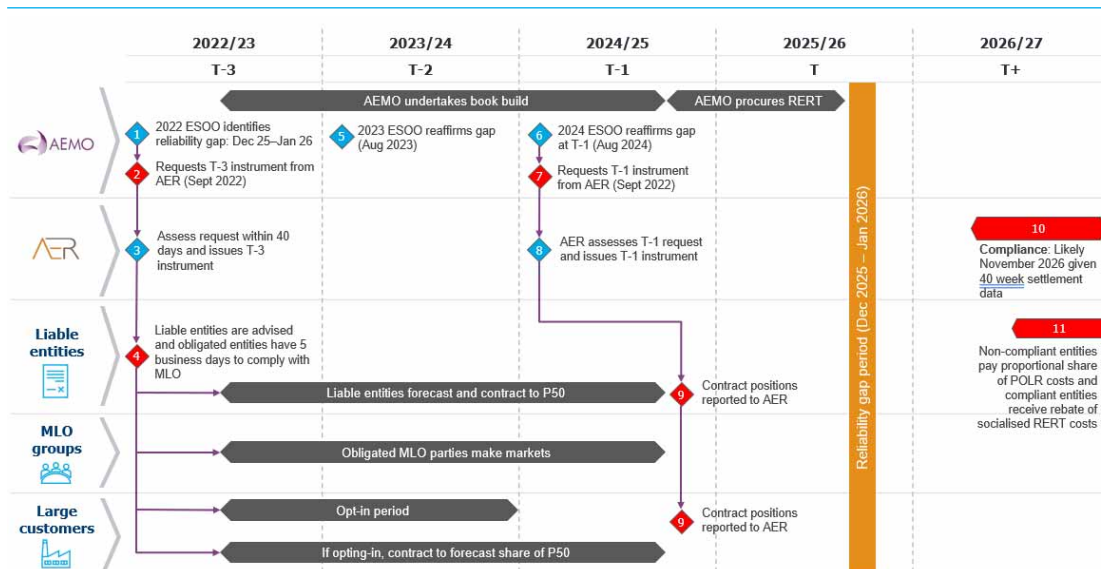 2022/23
2023/24
2024/25
2025/26
2026/27
T-3
T-2
T-1
T
T+
AEMO undertakes book build
AEMO procures RERT
AEMO
1
2022 ESOO identifies
reliability gap: Dec 25–Jan 26
5
2023 ESOO reaffirms gap
(Aug 2023)
6
2024 ESOO reaffirms gap
at T-1 (Aug 2024)
2
Requests T-3 instrument from
AER (Sept 2022)
7
Requests T-1 instrument
from AER (Sept 2022)
AER
3
Assess request within 40
days and issues T-3
instrument
8
AER assesses T-1 request
and issues T-1 instrument
10
Compliance: Likely
November 2026 given
40 week settlement
data
Reliability gap period (Dec 2025 – Jan 2026)
Liable
entities
4
Liable entities are advised
and obligated entities have 5
business days to comply with
MLO
Liable entities forecast and contract to P50
9
Contract positions
reported to AER
11
Non-compliant entities
pay proportional share
of POLR costs and
compliant entities
receive rebate of
socialised RERT costs
MLO
groups
Obligated MLO parties make markets
Large
customers
Opt-in period
9
Contract positions
reported to AER
If opting-in, contract to forecast share of P50